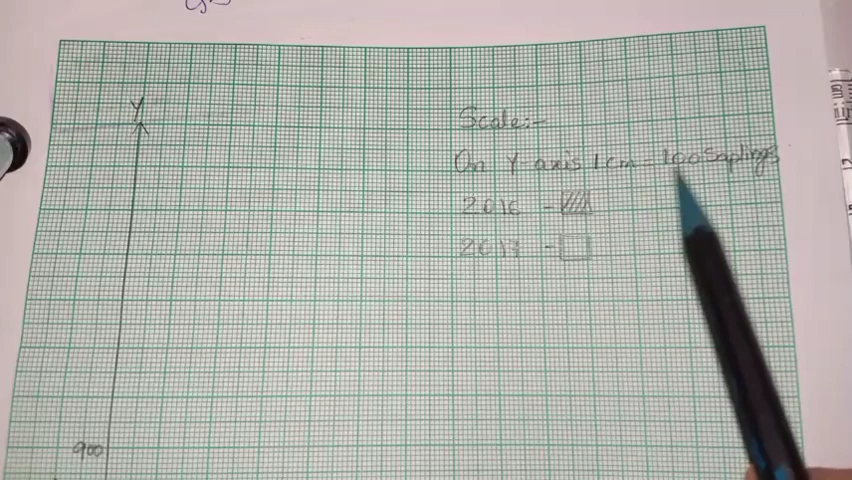 Y
Scale:-
On Y-axis 1cm = 100 Saplings
2016 -
2017 -
900